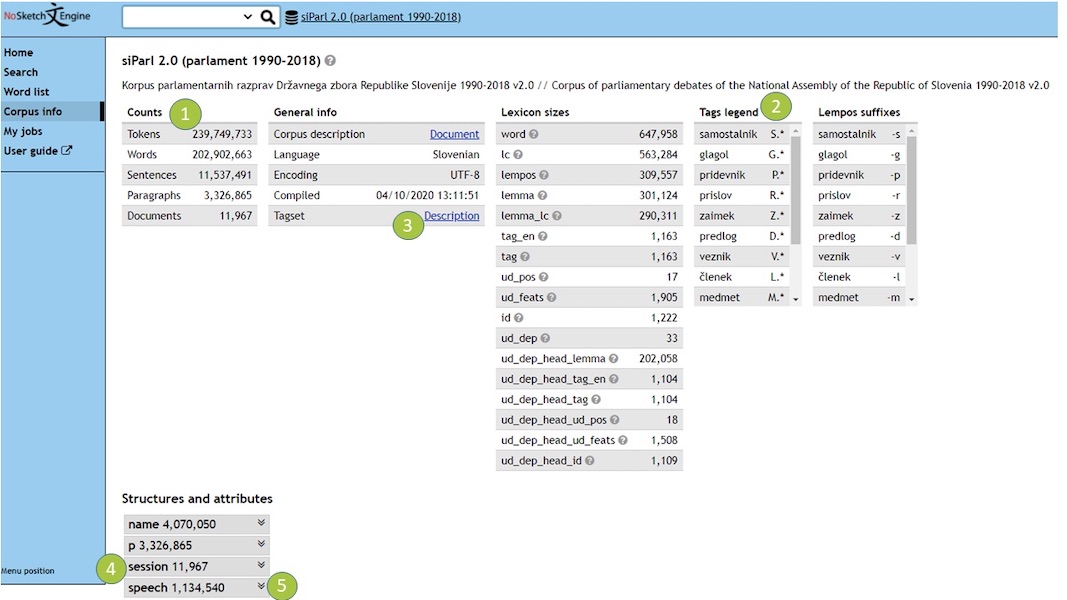 NoSketch Engine
siParl 2.0 (parlament 1990-2018)
Home
Search
Word list
Corpus info
My jobs
User guide
Menu position
siParl 2.0 (parlament 1990-2018) ?
Korpus parlamentarnih razprav Državnega zbora Republike Slovenije 1990-2018 v2.0 // Corpus of parliamentary debates of the National Assembly of the Republic of Slovenia 1990-2018 v2.0
Counts 1
Tokens 239,749,733
Words 202,902,663
Sentences 11,537,491
Paragraphs 3,326,865
Documents 11,967
General info
Corpus description Document
Language Slovenian
Encoding UTF-8
Compiled 04/10/2020 13:11:51
Tagset Description
3
Lexicon sizes
word ? 647,958
lc ? 563,284
lempos ? 309,557
lemma ? 301,124
lemma_lc ? 290,311
tag_en ? 1,163
tag ? 1,163
ud_pos ? 17
ud_feats ? 1,905
id ? 1,222
ud_dep ? 33
ud_dep_head_lemma ? 202,058
ud_dep_head_tag_en ? 1,104
ud_dep_head_tag ? 1,104
ud_dep_head_ud_pos ? 18
ud_dep_head_ud_feats ? 1,508
ud_dep_head_id ? 1,109
Tags legend 2
samostalnik S.*
glagol G.*
pridevnik P.*
prislov R.*
zaimek Z.*
predlog D.*
veznik V.*
členek L.*
medmet M.*
Lempos suffixes
samostalnik -s
glagol -g
pridevnik -p
prislov -r
zaimek -z
predlog -d
veznik -v
členek -l
medmet -m
Structures and attributes
name 4,070,050
p 3,326,865
4 session 11,967
speech 1,134,540 5